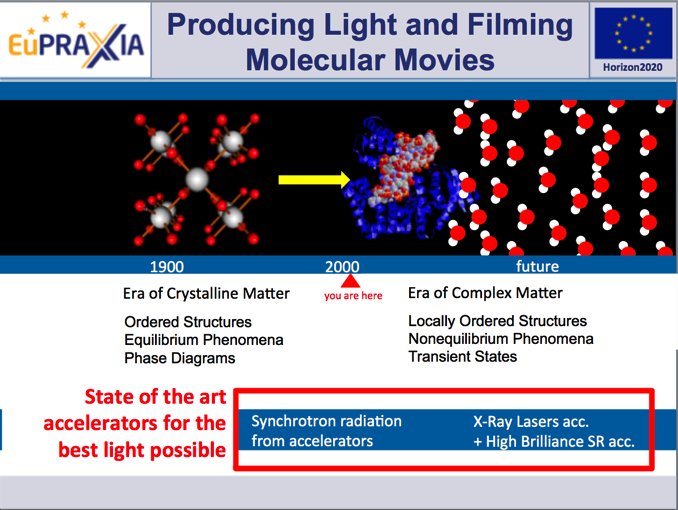 EuPRAXIA
Producing Light and Filming
Molecular Movies
Horizon2020
1900
2000
future
you are here
Era of Crystalline Matter
Era of Complex Matter
Ordered Structures
Equilibrium Phenomena
Phase Diagrams
Locally Ordered Structures
Nonequilibrium Phenomena
Transient States
State of the art
accelerators for the
best light possible
Synchrotron radiation
from accelerators
X-Ray Lasers acc.
+ High Brilliance SR acc.